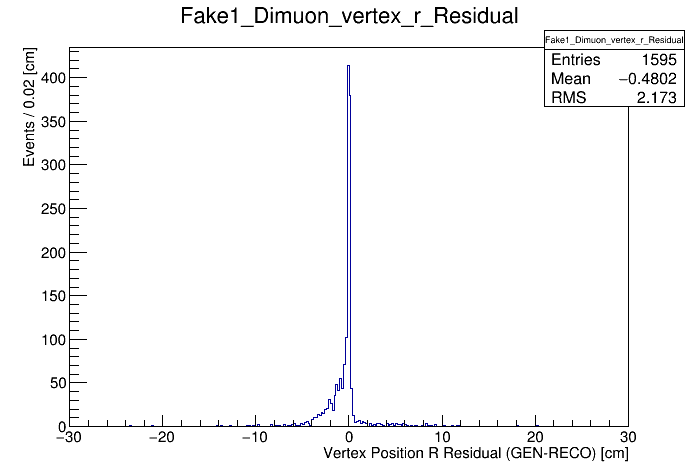 Fake1_Dimuon_vertex_r_Residual
Fake1_Dimuon_vertex_r_Residual
Entries 1595
Mean −0.4802
RMS 2.173
Events / 0.02 [cm]
400
350
300
250
200
150
100
50
0
−30 −20 −10 0 10 20 30
Vertex Position R Residual (GEN-RECO) [cm]